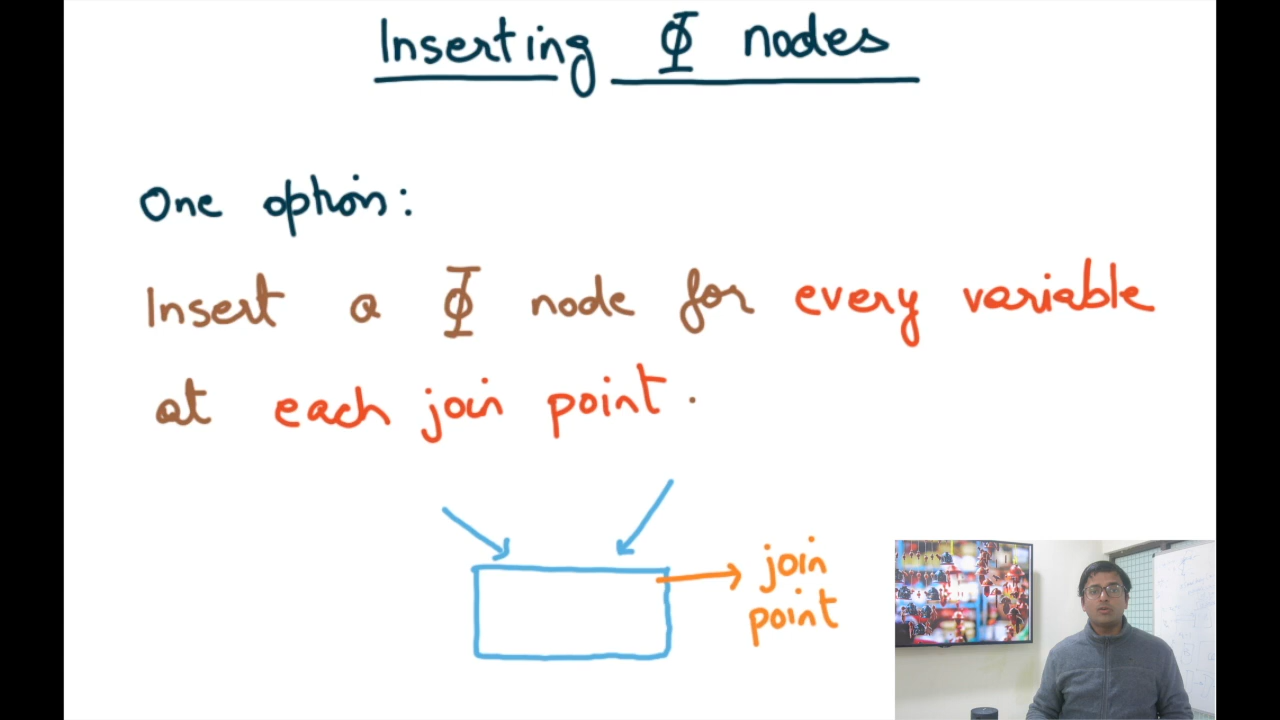 Inserting Φ nodes
One option:
Insert a Φ node for every variable
at each join point.
join
point